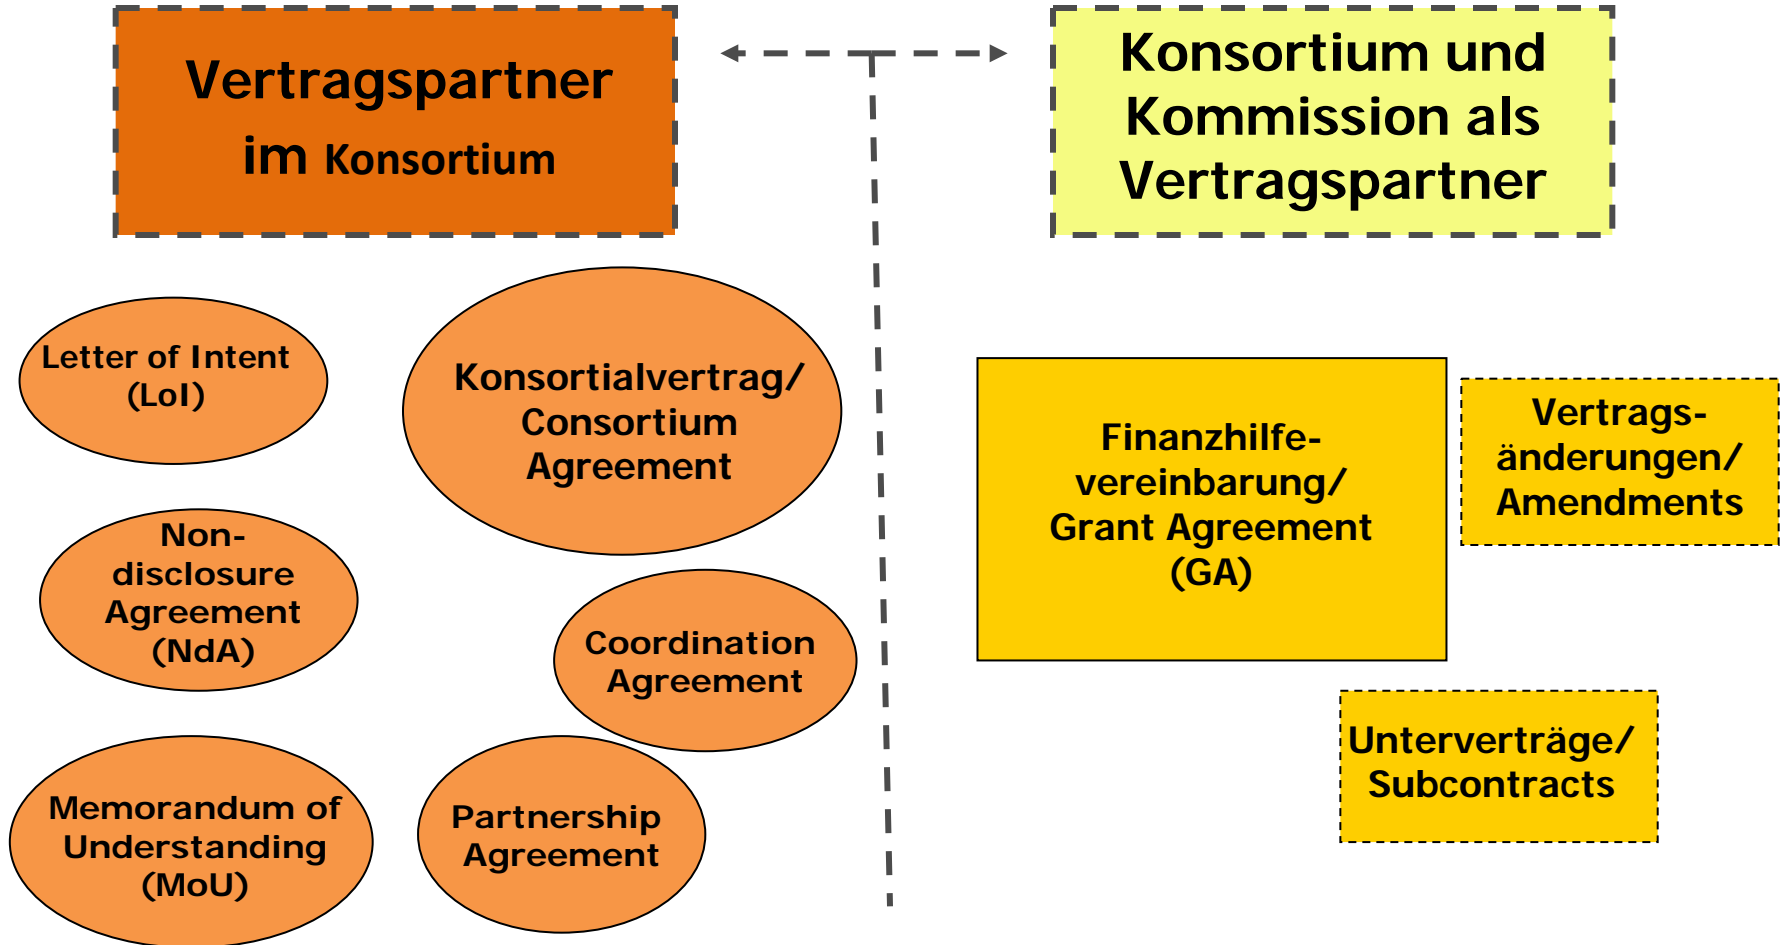 Vertragspartner
im Konsortium
Konsortium und
Kommission als
Vertragspartner
Letter of Intent
(LoI)
Konsortialvertrag/
Consortium
Agreement
Non-
disclosure
Agreement
(NdA)
Coordination
Agreement
Memorandum of
Understanding
(MoU)
Partnership
Agreement
Finanzhilfe-
vereinbarung/
Grant Agreement
(GA)
Vertrags-
änderungen/
Amendments
Unterverträge/
Subcontracts